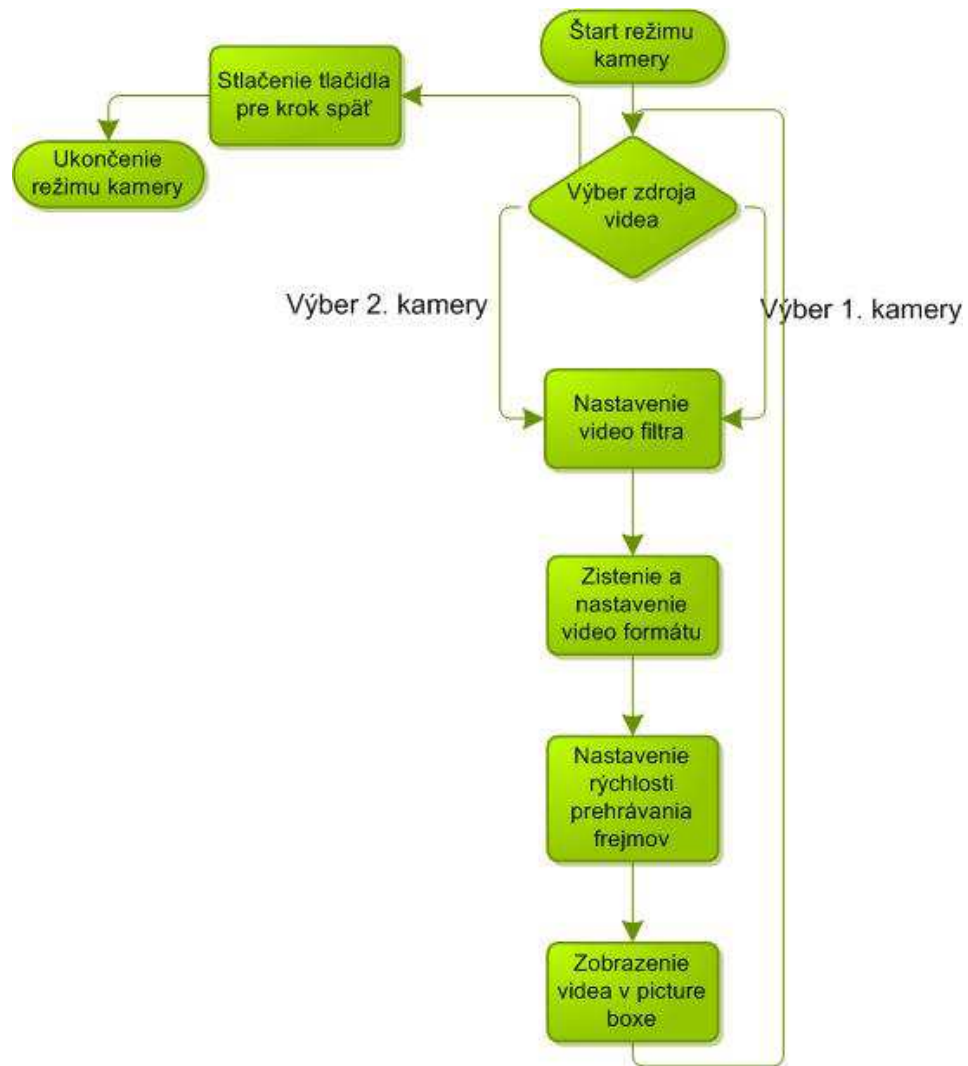 Štart režimu
kamery
Stlačenie tlačidla
pre krok späť
Ukončenie
režimu kamery
Výber zdroja
videa
Výber 2. kamery
Výber 1. kamery
Nastavenie
video filtra
Zistenie a
nastavenie
video formátu
Nastavenie
rýchlosti
prehrávania
frejmov
Zobrazenie
videa v picture
boxe